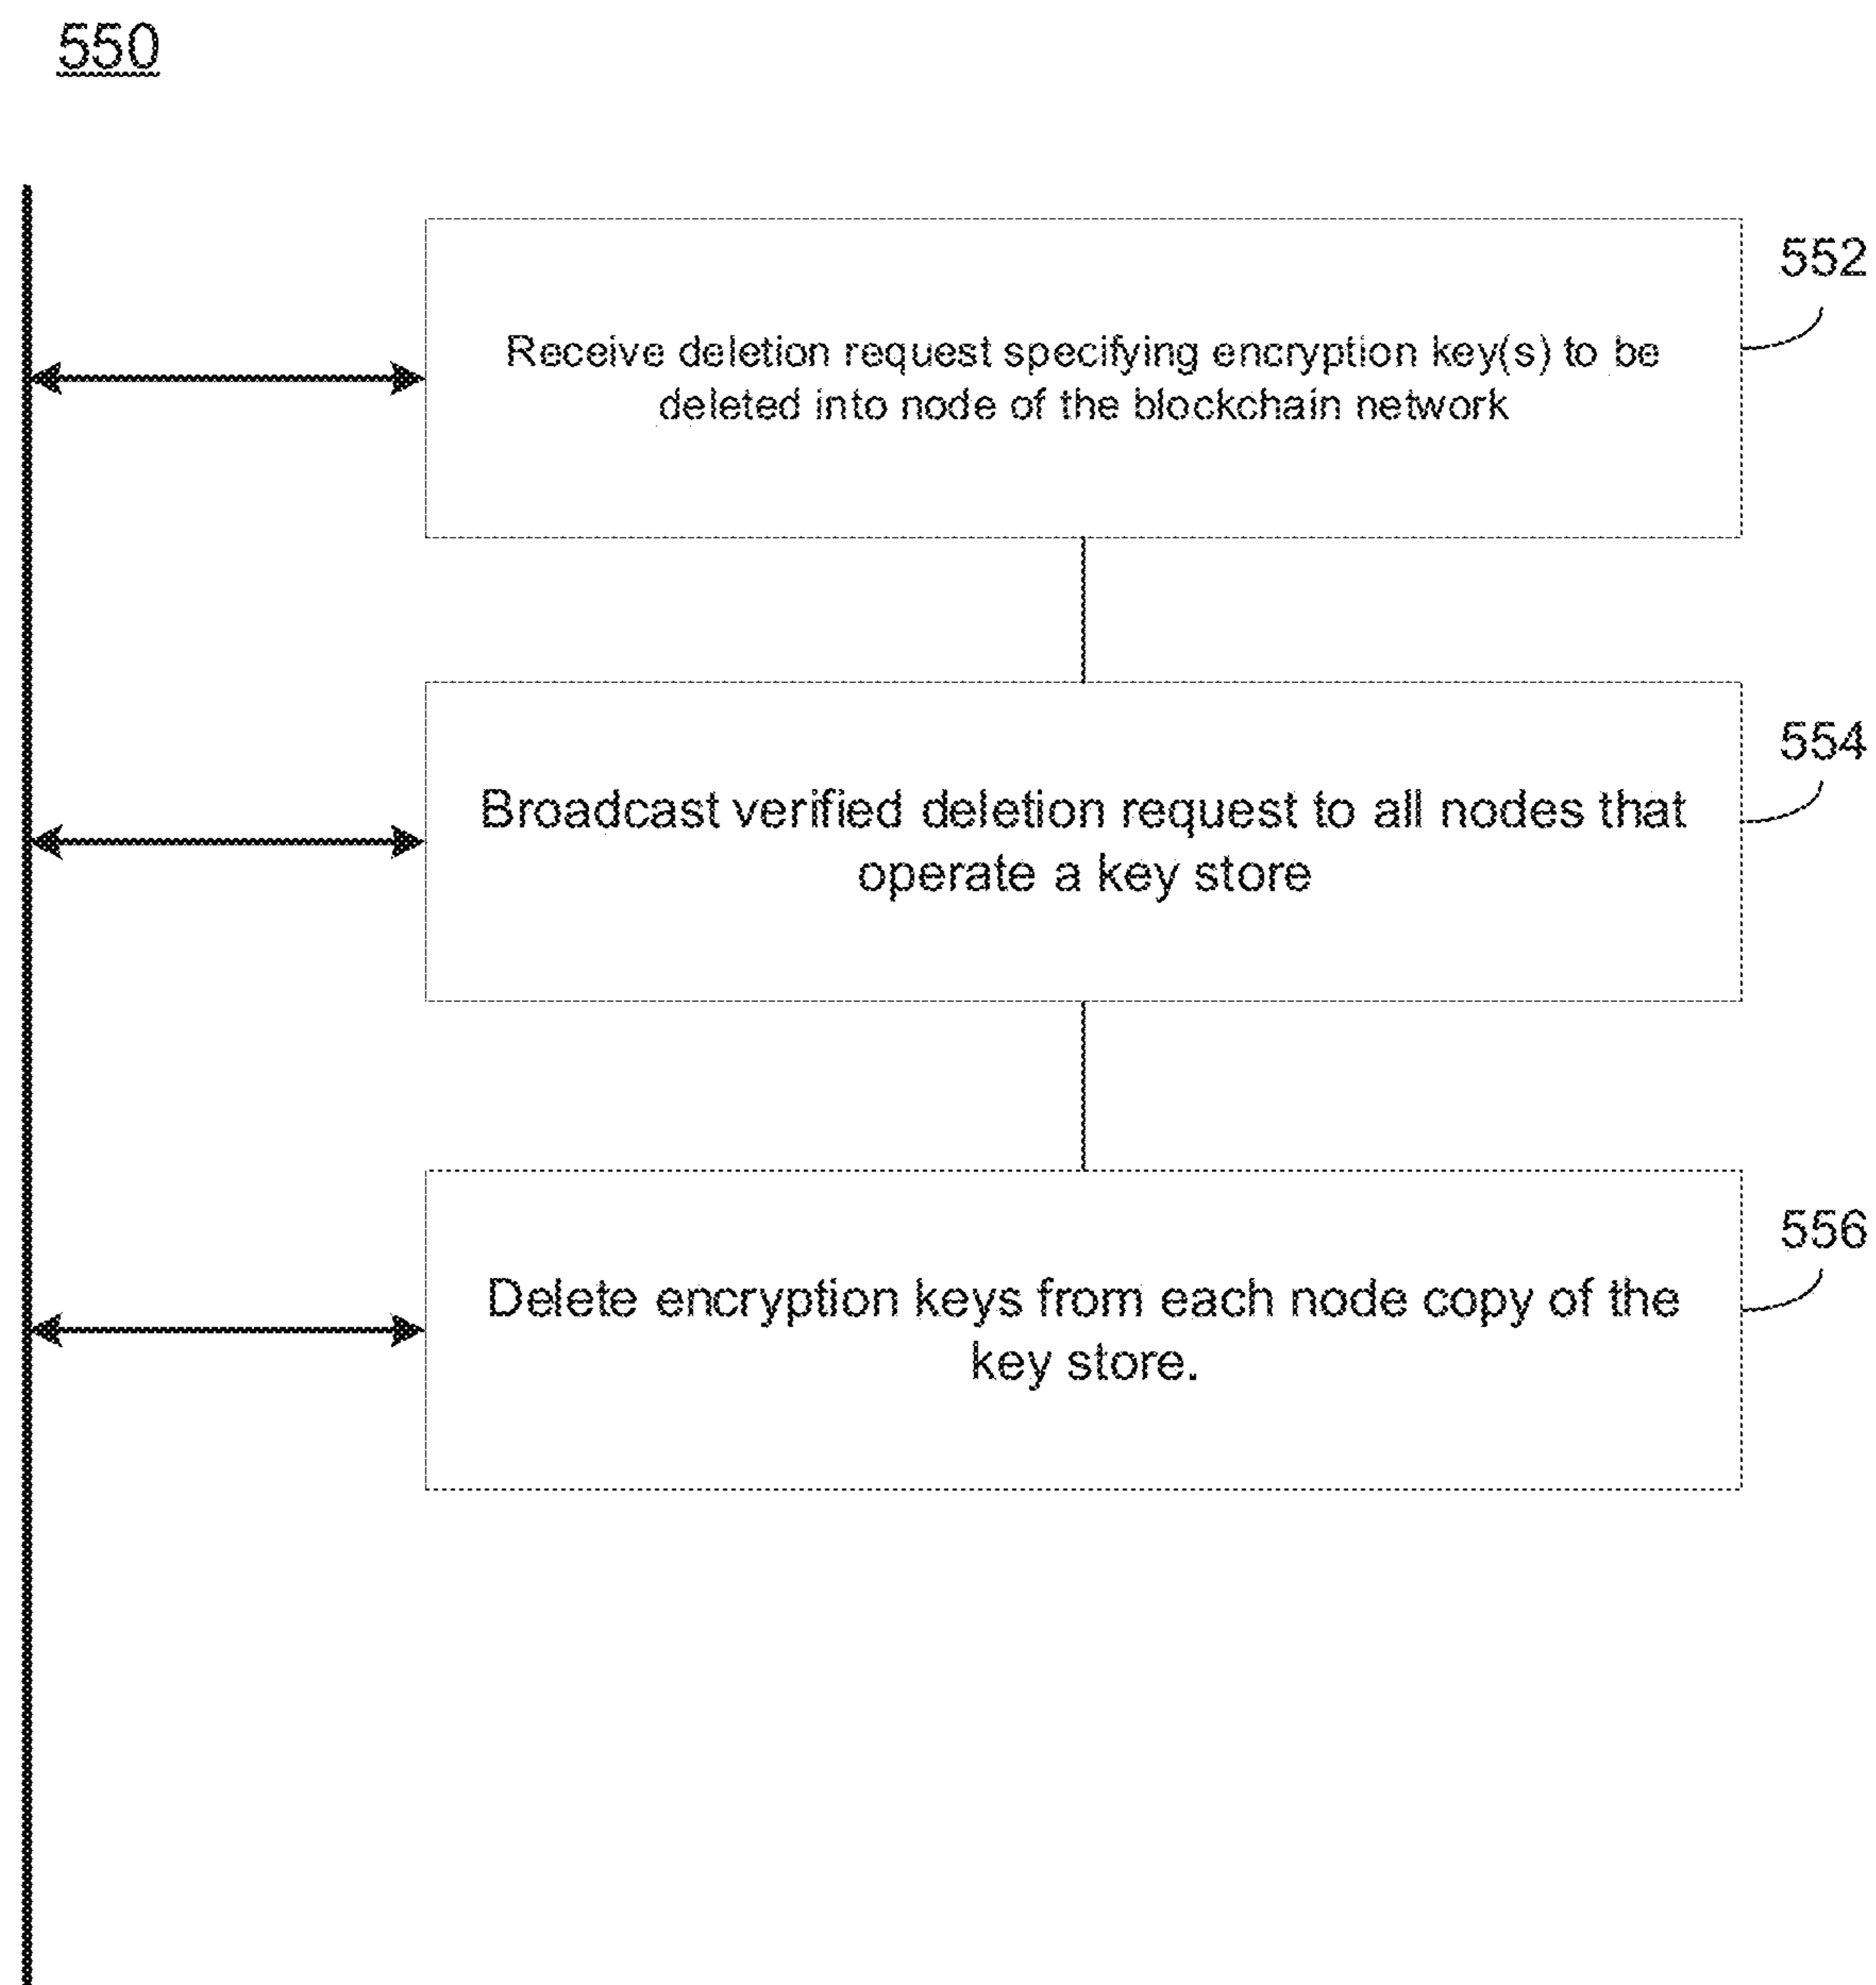 550
552
Receive deletion request specifying encryption key(s) to be
deleted into node of the blockchain network
554
Broadcast verified deletion request to all nodes that
operate a key store
556
Delete encryption keys from each node copy of the
key store.